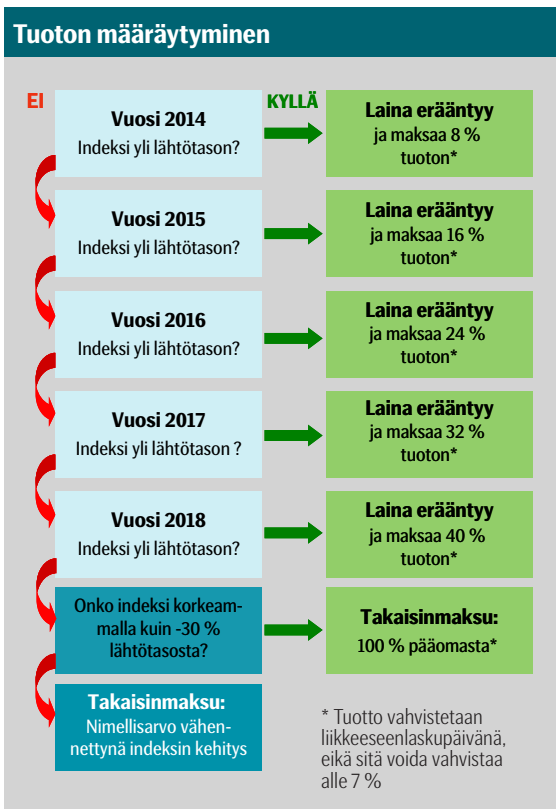 Tuoton määräytyminen
EI
KYLLÄ
Vuosi 2014
Indeksi yli lähtötason?
Laina erääntyy
ja maksaa 8 %
tuoton*
Vuosi 2015
Indeksi yli lähtötason?
Laina erääntyy
ja maksaa 16 %
tuoton*
Vuosi 2016
Indeksi yli lähtötason?
Laina erääntyy
ja maksaa 24 %
tuoton*
Vuosi 2017
Indeksi yli lähtötason ?
Laina erääntyy
ja maksaa 32 %
tuoton*
Vuosi 2018
Indeksi yli lähtötason?
Laina erääntyy
ja maksaa 40 %
tuoton*
Onko indeksi korkeam-
malla kuin -30 %
lähtötasosta?
Takaisinmaksu:
100 % pääomasta*
Takaisinmaksu:
Nimellisarvo vähen-
nettynä indeksin kehitys
* Tuotto vahvistetaan
liikkeeseenlaskupäivänä,
eikä sitä voida vahvistaa
alle 7 %